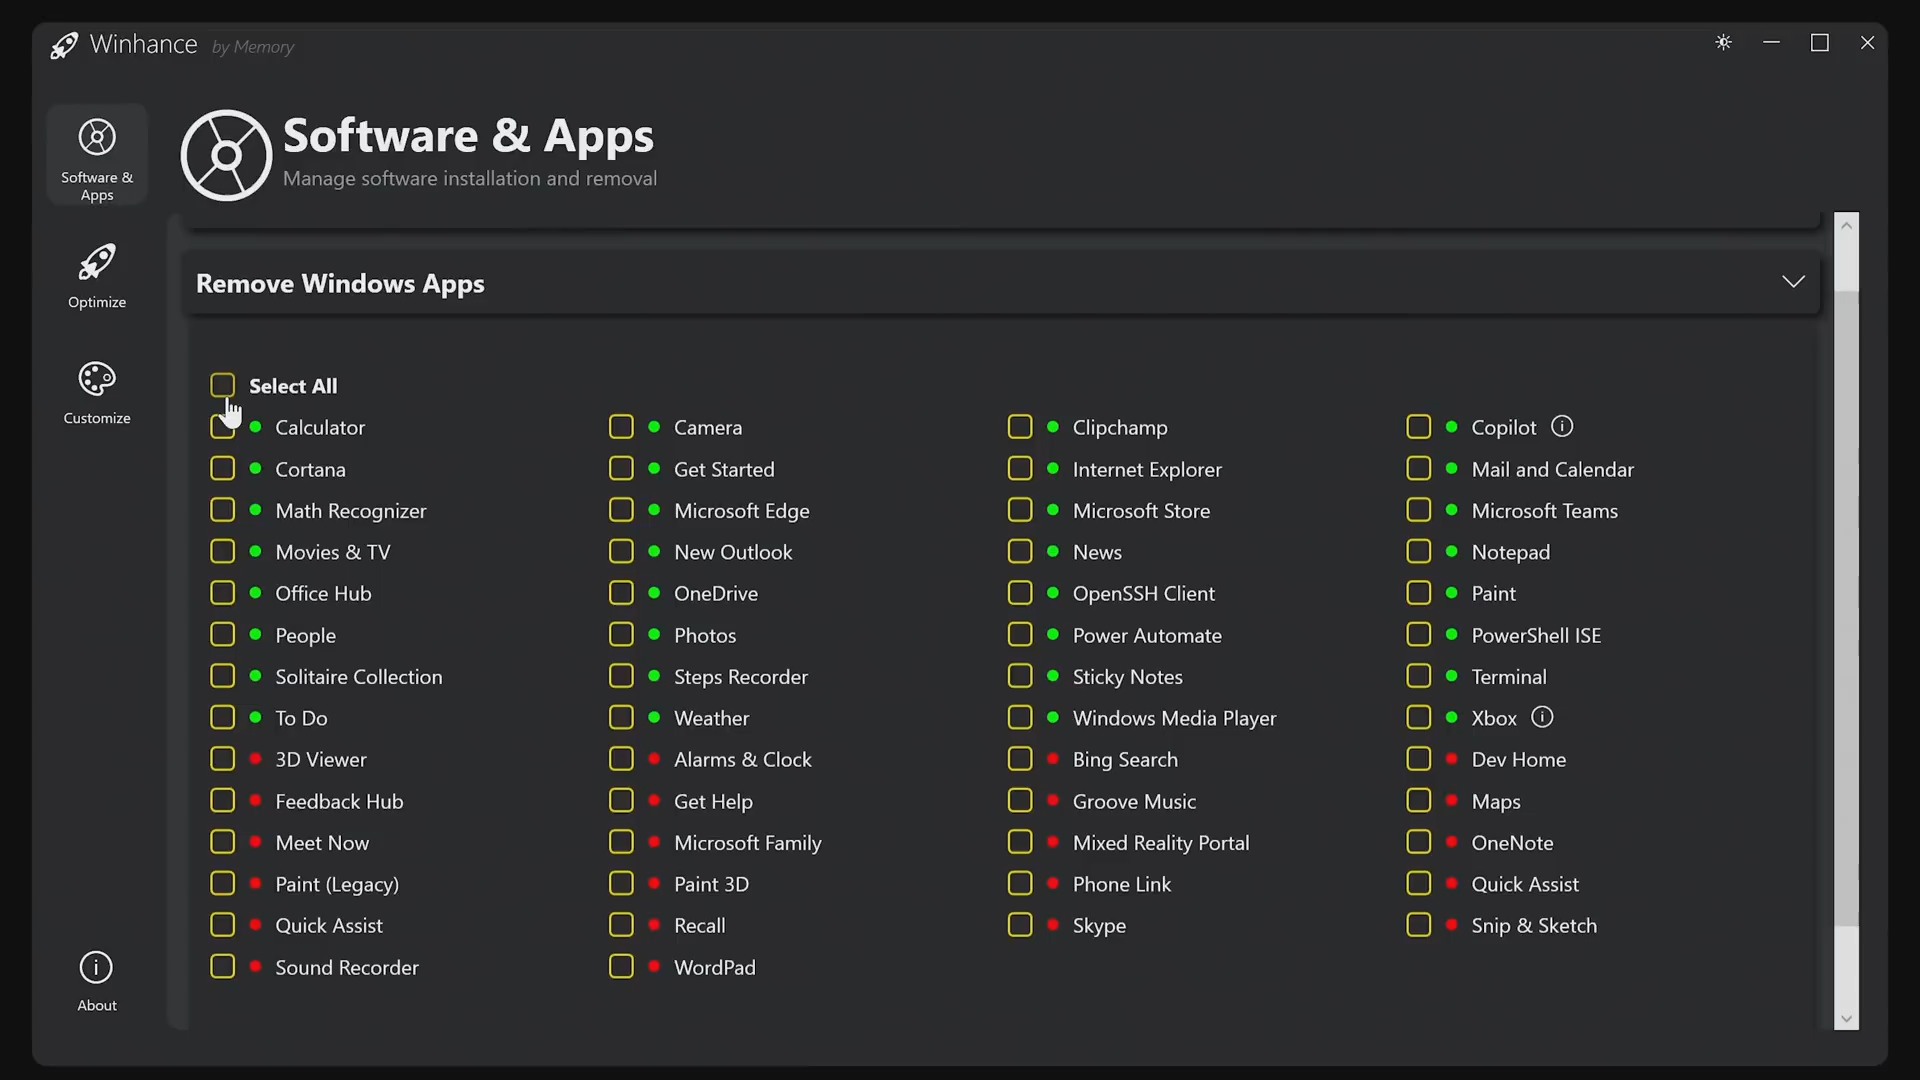 Winhance by Memory
Software & Apps
Manage software installation and removal
Software &
Apps
Optimize
Customize
About
Remove Windows Apps
Select All
Calculator Camera Clipchamp Copilot
Cortana Get Started Internet Explorer Mail and Calendar
Math Recognizer Microsoft Edge Microsoft Store Microsoft Teams
Movies & TV New Outlook News Notepad
Office Hub OneDrive OpenSSH Client Paint
People Photos Power Automate PowerShell ISE
Solitaire Collection Steps Recorder Sticky Notes Terminal
To Do Weather Windows Media Player Xbox
3D Viewer Alarms & Clock Bing Search Dev Home
Feedback Hub Get Help Groove Music Maps
Meet Now Microsoft Family Mixed Reality Portal OneNote
Paint (Legacy) Paint 3D Phone Link Quick Assist
Quick Assist Recall Skype Snip & Sketch
Sound Recorder WordPad